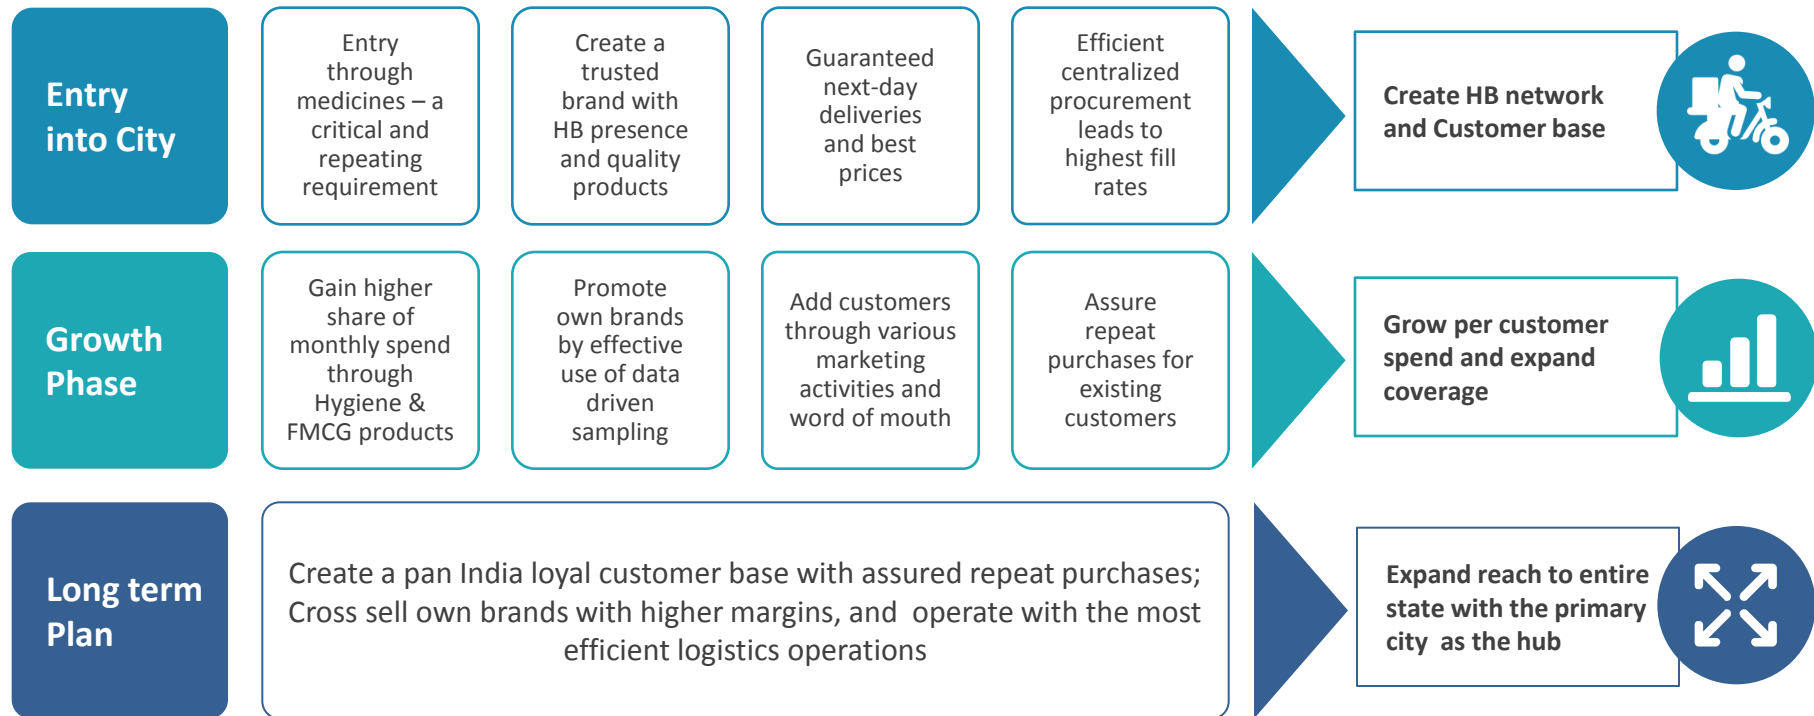 Entry
into City
Entry
through
medicines – a
critical and
repeating
requirement
Create a
trusted
brand with
HB presence
and quality
products
Guaranteed
next-day
deliveries
and best
prices
Efficient
centralized
procurement
leads to
highest fill
rates
Create HB network
and Customer base
Growth
Phase
Gain higher
share of
monthly spend
through
Hygiene &
FMCG products
Promote
own brands
by effective
use of data
driven
sampling
Add customers
through various
marketing
activities and
word of mouth
Assure
repeat
purchases for
existing
customers
Grow per customer
spend and expand
coverage
Long term
Plan
Create a pan India loyal customer base with assured repeat purchases;
Cross sell own brands with higher margins, and operate with the most
efficient logistics operations
Expand reach to entire
state with the primary
city as the hub